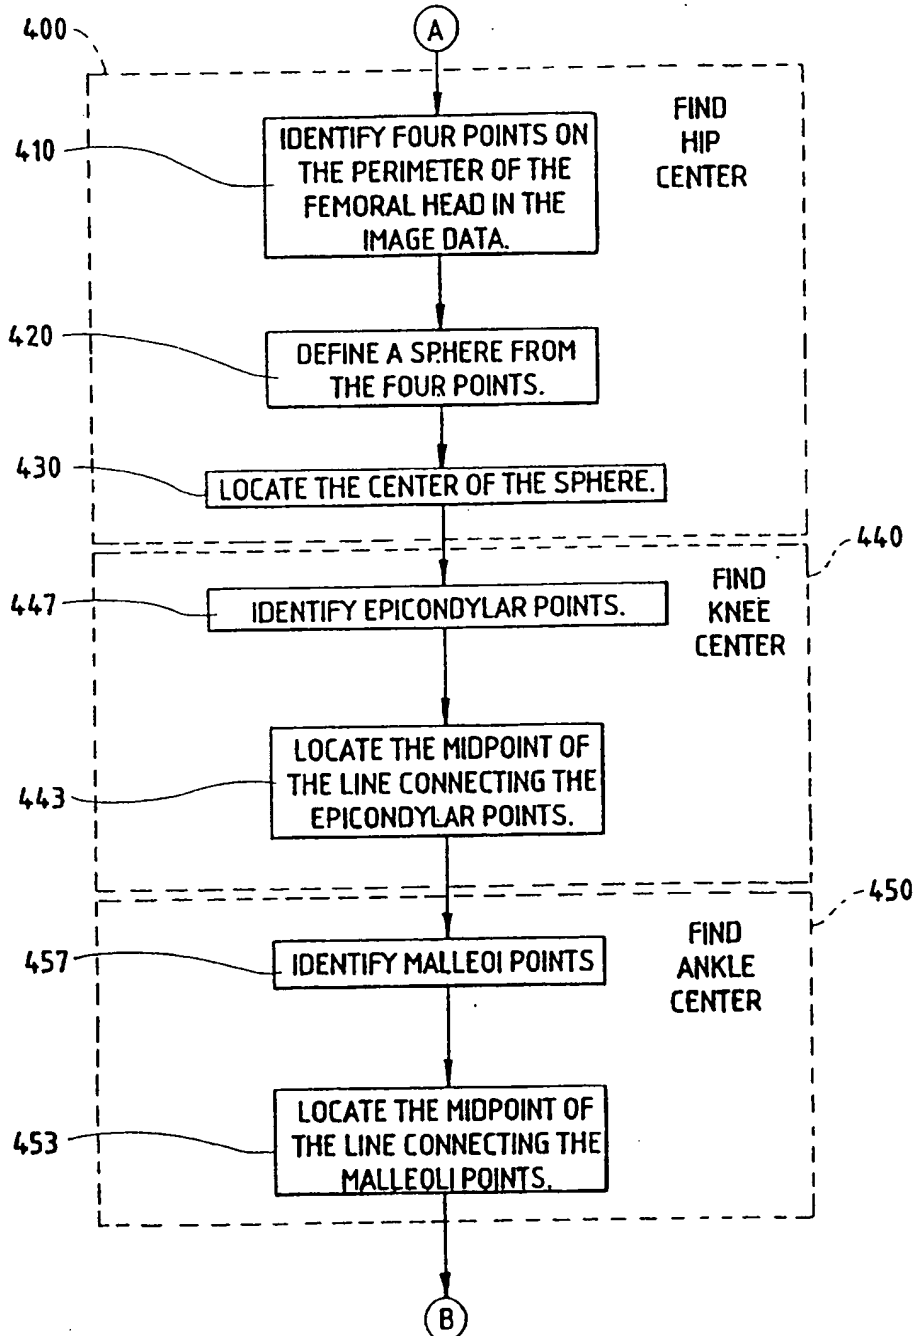 A
400
410
IDENTIFY FOUR POINTS ON
THE PERIMETER OF THE
FEMORAL HEAD IN THE
IMAGE DATA.
FIND
HIP
CENTER
420
DEFINE A SPHERE FROM
THE FOUR POINTS.
430
LOCATE THE CENTER OF THE SPHERE.
440
447
IDENTIFY EPICONDYLAR POINTS.
FIND
KNEE
CENTER
443
LOCATE THE MIDPOINT OF
THE LINE CONNECTING THE
EPICONDYLAR POINTS.
450
457
IDENTIFY MALLEOI POINTS
FIND
ANKLE
CENTER
453
LOCATE THE MIDPOINT OF
THE LINE CONNECTING THE
MALLEOLI POINTS.
B